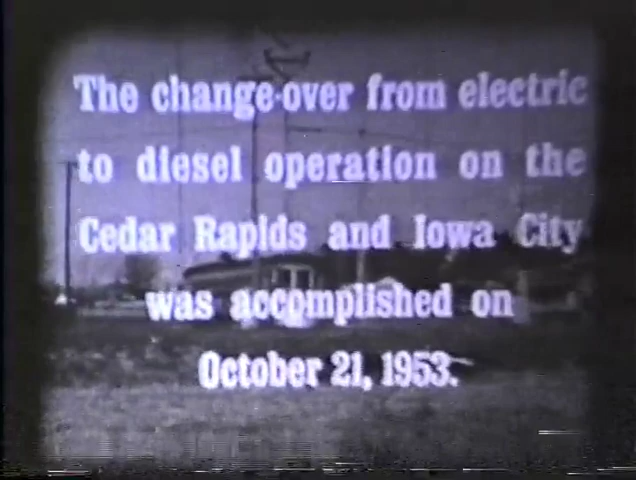 The change-over from electric
to diesel operation on the
Cedar Rapids and Iowa City
was accomplished on
October 21, 1953.